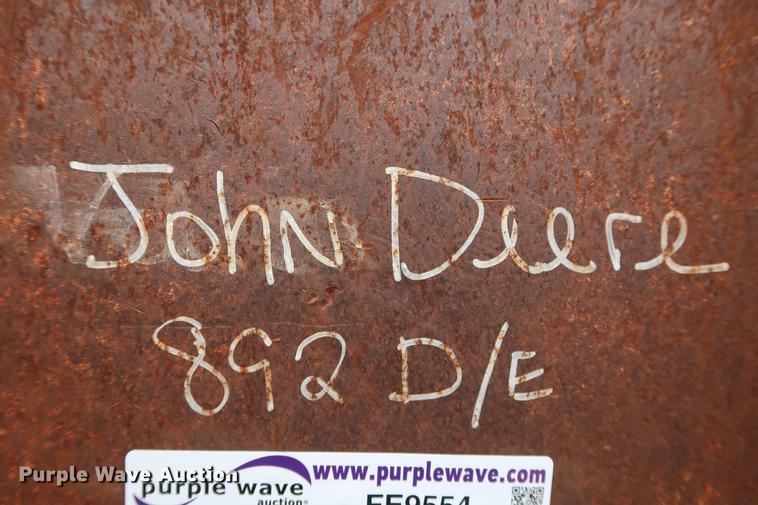 John Deere
892 D/E
Purple Wave Auction
www.purplewave.com
purple wave
auction®